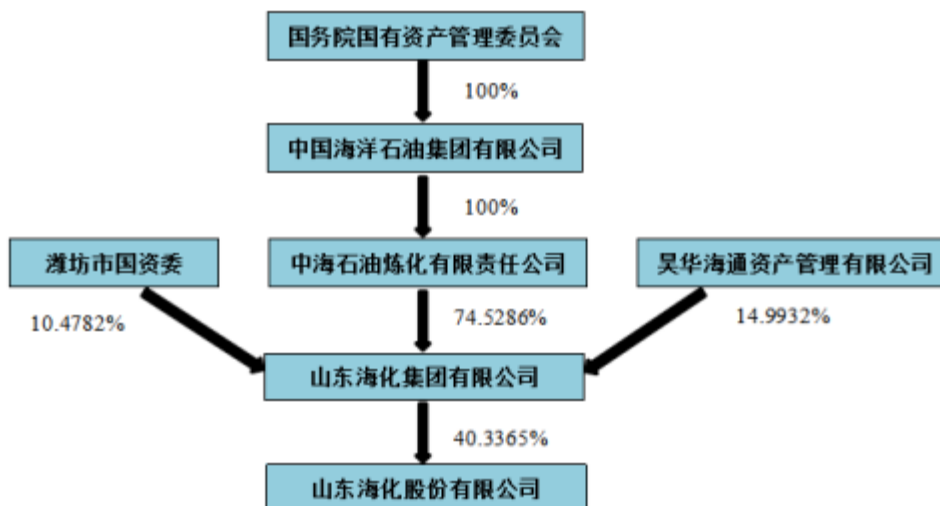 国务院国有资产管理委员会
100%
中国海洋石油集团有限公司
100%
潍坊市国资委
中海石油炼化有限责任公司
昊华海通资产管理有限公司
10.4782%
74.5286%
14.9932%
山东海化集团有限公司
40.3365%
山东海化股份有限公司